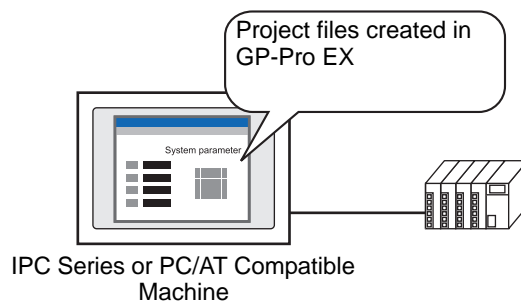 Project files created in
GP-Pro EX
System parameter
IPC Series or PC/AT Compatible
Machine